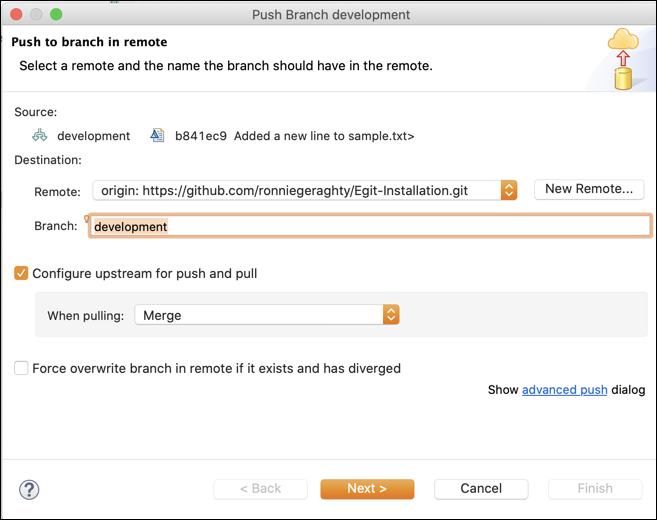 Push Branch development
Push to branch in remote
Select a remote and the name the branch should have in the remote.
Source:
development b841ec9 Added a new line to sample.txt>
Destination:
Remote: origin: https://github.com/ronniegeraghty/Egit-Installation.git New Remote...
Branch: development
Configure upstream for push and pull
When pulling: Merge
Force overwrite branch in remote if it exists and has diverged
Show advanced push dialog
? < Back Next > Cancel Finish